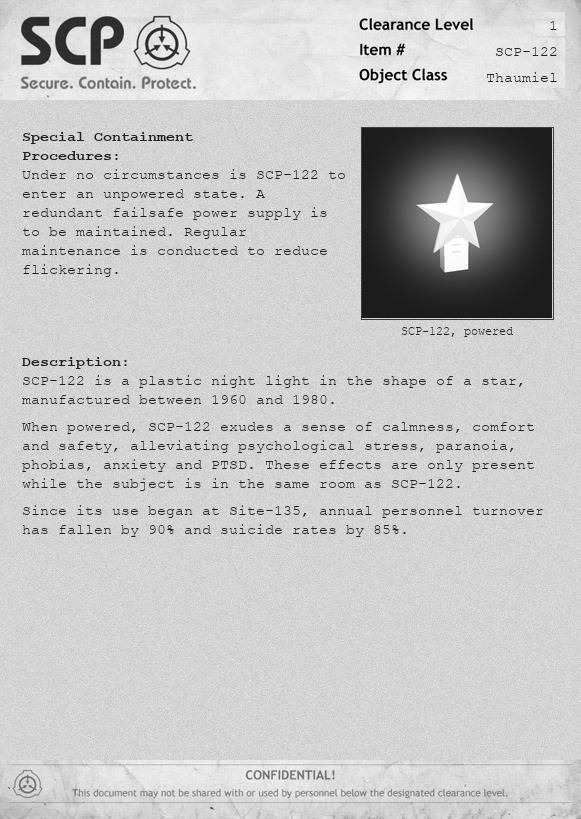 SCP
Secure. Contain. Protect.
Clearance Level 1
Item # SCP-122
Object Class Thaumiel
Special Containment
Procedures:
Under no circumstances is SCP-122 to
enter an unpowered state. A
redundant failsafe power supply is
to be maintained. Regular
maintenance is conducted to reduce
flickering.
SCP-122, powered
Description:
SCP-122 is a plastic night light in the shape of a star,
manufactured between 1960 and 1980.
When powered, SCP-122 exudes a sense of calmness, comfort
and safety, alleviating psychological stress, paranoia,
phobias, anxiety and PTSD. These effects are only present
while the subject is in the same room as SCP-122.
Since its use began at Site-135, annual personnel turnover
has fallen by 90% and suicide rates by 85%.
CONFIDENTIAL!
This document may not be shared with or used by personnel below the designated clearance level.